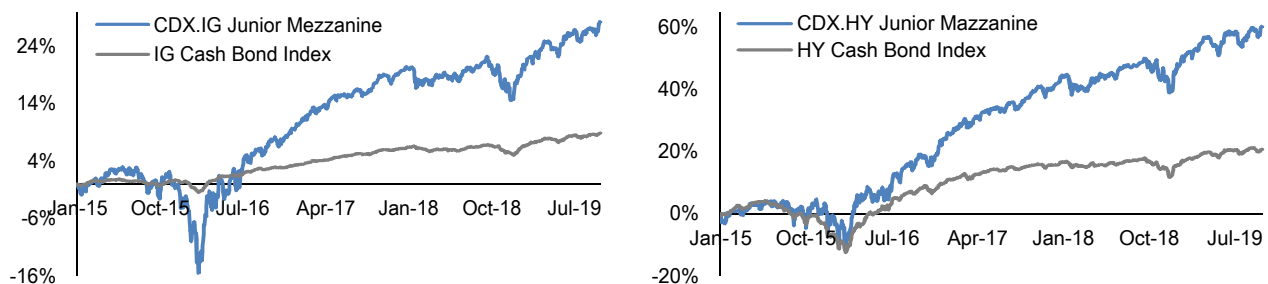 CDX.IG Junior Mezzanine
IG Cash Bond Index
24%
14%
4%
-6%
-16%
Jan-15 Oct-15 Jul-16 Apr-17 Jan-18 Oct-18 Jul-19
CDX.HY Junior Mazzanine
HY Cash Bond Index
60%
40%
20%
0%
-20%
Jan-15 Oct-15 Jul-16 Apr-17 Jan-18 Oct-18 Jul-19